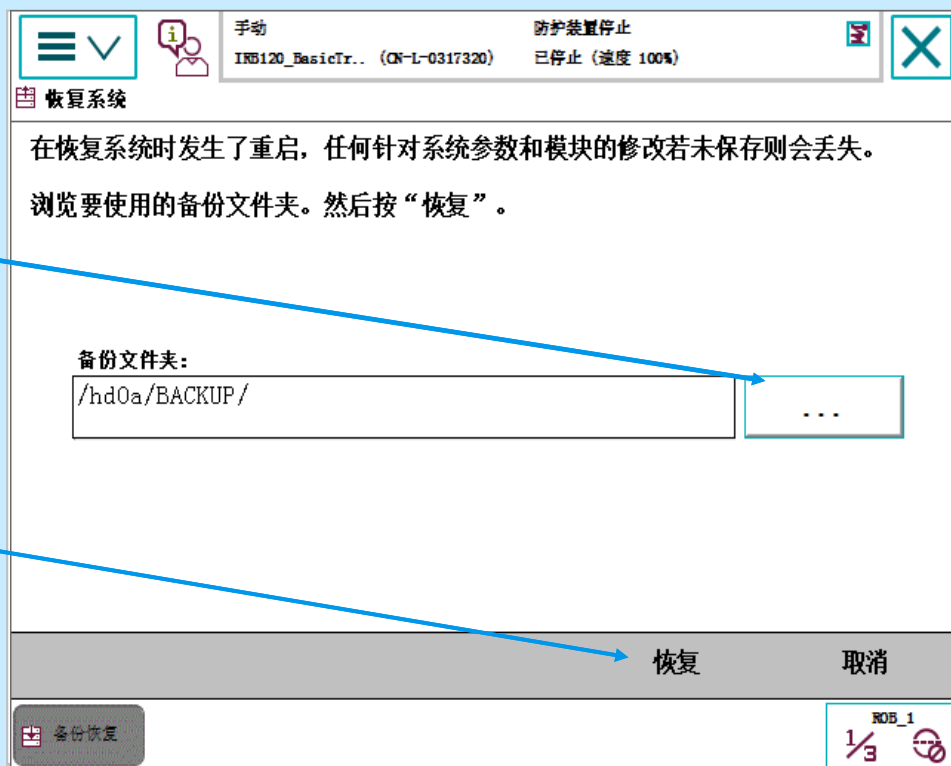 手动
IRB120_BasicTr.. (CN-L-0317320)
防护装置停止
已停止 (速度 100%)
恢复系统
在恢复系统时发生了重启，任何针对系统参数和模块的修改若未保存则会丢失。
浏览要使用的备份文件夹。然后按“恢复”。
备份文件夹：
/hd0a/BACKUP/
...
恢复
取消
备份恢复
ROB_1
1/3